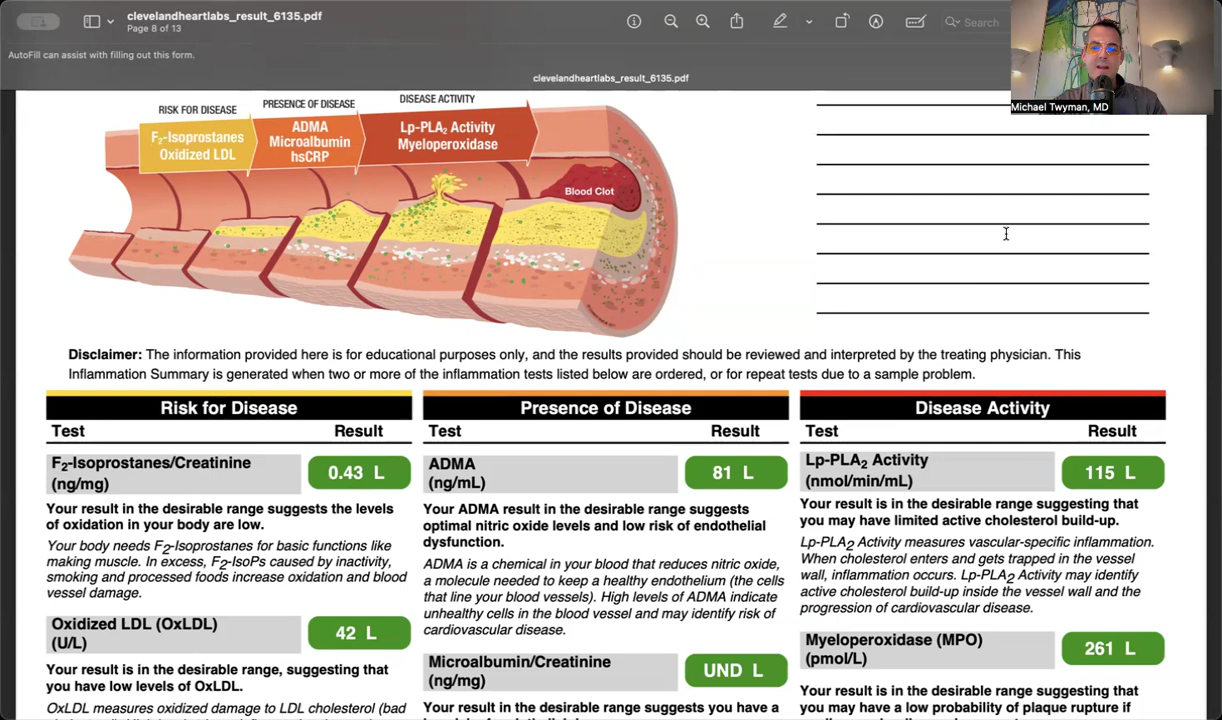 clevelandheartlabs_result_6135.pdf
Page 8 of 13
Search
AutoFill can assist with filling out this form.
clevelandheartlabs_result_6135.pdf
Michael Twyman, MD
RISK FOR DISEASE
PRESENCE OF DISEASE
DISEASE ACTIVITY
F2-Isoprostanes
Oxidized LDL
ADMA
Microalbumin
hsCRP
Lp-PLA2 Activity
Myeloperoxidase
Blood Clot
Disclaimer: The information provided here is for educational purposes only, and the results provided should be reviewed and interpreted by the treating physician. This
Inflammation Summary is generated when two or more of the inflammation tests listed below are ordered, or for repeat tests due to a sample problem.
Risk for Disease
Test Result
F2-Isoprostanes/Creatinine
(ng/mg)
0.43 L
Your result in the desirable range suggests the levels
of oxidation in your body are low.
Your body needs F2-Isoprostanes for basic functions like
making muscle. In excess, F2-IsoPs caused by inactivity,
smoking and processed foods increase oxidation and blood
vessel damage.
Oxidized LDL (OxLDL)
(U/L)
42 L
Your result is in the desirable range, suggesting that
you have low levels of OxLDL.
OxLDL measures oxidized damage to LDL cholesterol (bad
Presence of Disease
Test Result
ADMA
(ng/mL)
81 L
Your ADMA result in the desirable range suggests
optimal nitric oxide levels and low risk of endothelial
dysfunction.
ADMA is a chemical in your blood that reduces nitric oxide,
a molecule needed to keep a healthy endothelium (the cells
that line your blood vessels). High levels of ADMA indicate
unhealthy cells in the blood vessel and may identify risk of
cardiovascular disease.
Microalbumin/Creatinine
(ng/mg)
UND L
Your result in the desirable range suggests you have a
Disease Activity
Test Result
Lp-PLA2 Activity
(nmol/min/mL)
115 L
Your result is in the desirable range suggesting that
you may have limited active cholesterol build-up.
Lp-PLA2 Activity measures vascular-specific inflammation.
When cholesterol enters and gets trapped in the vessel
wall, inflammation occurs. Lp-PLA2 Activity may identify
active cholesterol build-up inside the vessel wall and the
progression of cardiovascular disease.
Myeloperoxidase (MPO)
(pmol/L)
261 L
Your result is in the desirable range suggesting that
you may have a low probability of plaque rupture if